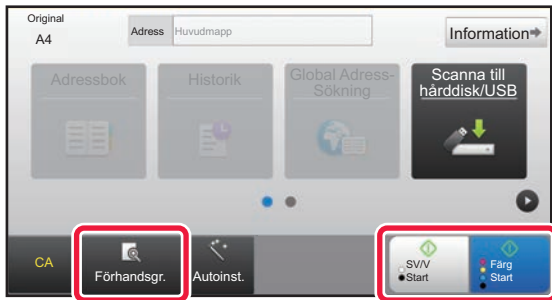 Original
A4
Adress
Huvudmapp
Information
Adressbok
Historik
Global Adress-
Sökning
Scanna till
hårddisk/USB
CA
Förhandsgr.
Autoinst.
SV/V
Start
Färg
Start